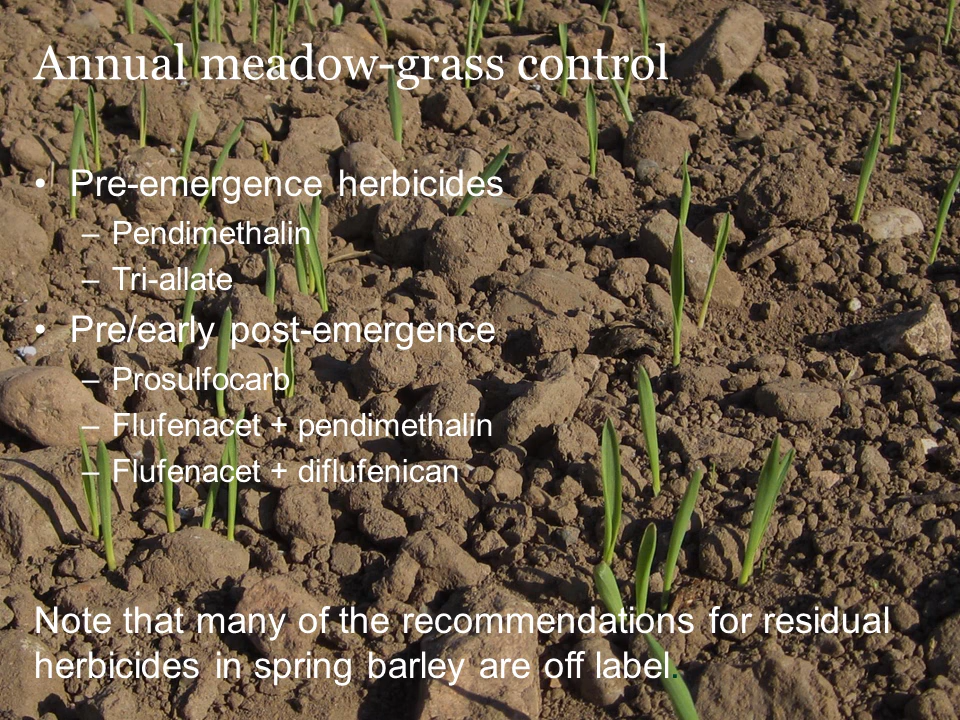 Annual meadow-grass control
• Pre-emergence herbicides
– Pendimethalin
– Tri-allate
• Pre/early post-emergence
– Prosulfocarb
– Flufenacet + pendimethalin
– Flufenacet + diflufenican
Note that many of the recommendations for residual
herbicides in spring barley are off label.